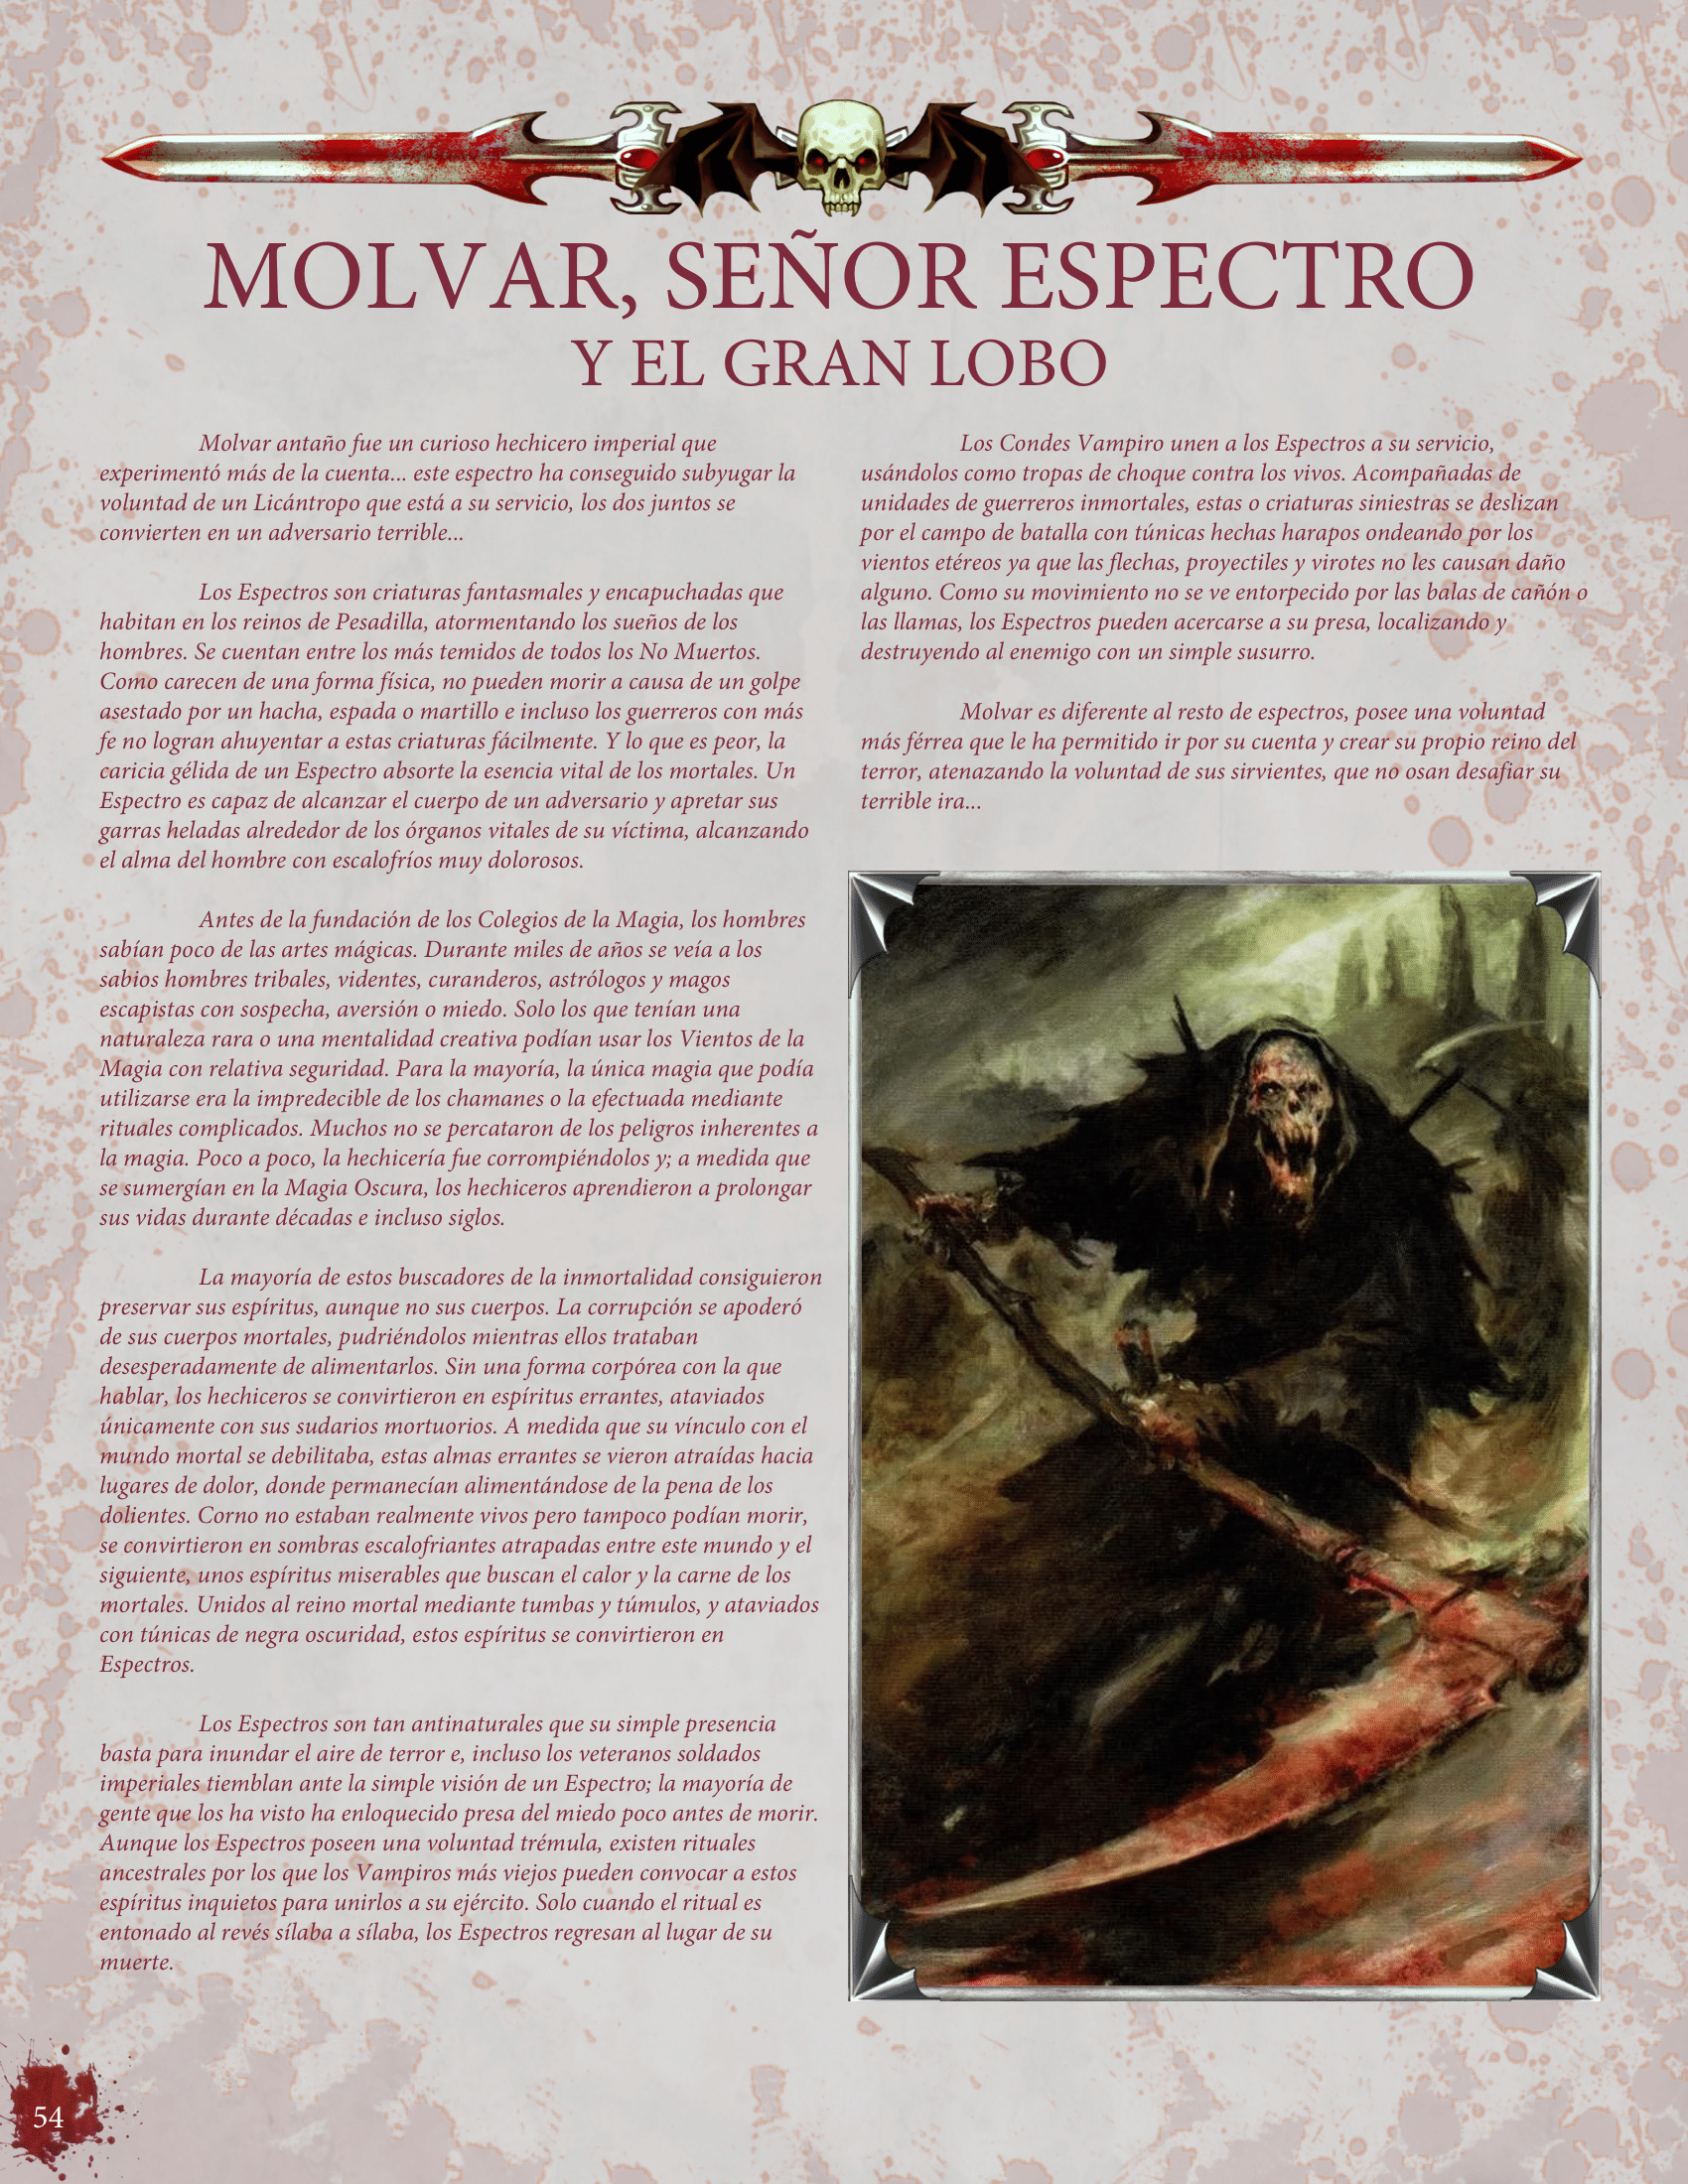 MOLVAR, SEÑOR ESPECTRO
Y EL GRAN LOBO
Molvar antaño fue un curioso hechicero imperial que
experimentó más de la cuenta... este espectro ha conseguido subyugar la
voluntad de un Licántropo que está a su servicio, los dos juntos se
convierten en un adversario terrible...
Los Espectros son criaturas fantasmales y encapuchadas que
habitan en los reinos de Pesadilla, atormentando los sueños de los
hombres. Se cuentan entre los más temidos de todos los No Muertos.
Como carecen de una forma física, no pueden morir a causa de un golpe
asestado por un hacha, espada o martillo e incluso los guerreros con más
fe no logran ahuyentar a estas criaturas fácilmente. Y lo que es peor, la
caricia gélida de un Espectro absorte la esencia vital de los mortales. Un
Espectro es capaz de alcanzar el cuerpo de un adversario y apretar sus
garras heladas alrededor de los órganos vitales de su víctima, alcanzando
el alma del hombre con escalofríos muy dolorosos.
Antes de la fundación de los Colegios de la Magia, los hombres
sabían poco de las artes mágicas. Durante miles de años se veía a los
sabios hombres tribales, videntes, curanderos, astrólogos y magos
escapistas con sospecha, aversión o miedo. Solo los que tenían una
naturaleza rara o una mentalidad creativa podían usar los Vientos de la
Magia con relativa seguridad. Para la mayoría, la única magia que podía
utilizarse era la impredecible de los chamanes o la efectuada mediante
rituales complicados. Muchos no se percataron de los peligros inherentes a
la magia. Poco a poco, la hechicería fue corrompiéndolos y; a medida que
se sumergían en la Magia Oscura, los hechiceros aprendieron a prolongar
sus vidas durante décadas e incluso siglos.
La mayoría de estos buscadores de la inmortalidad consiguieron
preservar sus espíritus, aunque no sus cuerpos. La corrupción se apoderó
de sus cuerpos mortales, pudriéndolos mientras ellos trataban
desesperadamente de alimentarlos. Sin una forma corpórea con la que
hablar, los hechiceros se convirtieron en espíritus errantes, ataviados
únicamente con sus sudarios mortuorios. A medida que su vínculo con el
mundo mortal se debilitaba, estas almas errantes se vieron atraídas hacia
lugares de dolor, donde permanecían alimentándose de la pena de los
dolientes. Corno no estaban realmente vivos pero tampoco podían morir,
se convirtieron en sombras escalofriantes atrapadas entre este mundo y el
siguiente, unos espíritus miserables que buscan el calor y la carne de los
mortales. Unidos al reino mortal mediante tumbas y túmulos, y ataviados
con túnicas de negra oscuridad, estos espíritus se convirtieron en
Espectros.
Los Espectros son tan antinaturales que su simple presencia
basta para inundar el aire de terror e, incluso los veteranos soldados
imperiales tiemblan ante la simple visión de un Espectro; la mayoría de
gente que los ha visto ha enloquecido presa del miedo poco antes de morir.
Aunque los Espectros poseen una voluntad trémula, existen rituales
ancestrales por los que los Vampiros más viejos pueden convocar a estos
espíritus inquietos para unirlos a su ejército. Solo cuando el ritual es
entonado al revés sílaba a sílaba, los Espectros regresan al lugar de su
muerte.
Los Condes Vampiro unen a los Espectros a su servicio,
usándolos como tropas de choque contra los vivos. Acompañadas de
unidades de guerreros inmortales, estas o criaturas siniestras se deslizan
por el campo de batalla con túnicas hechas harapos ondeando por los
vientos etéreos ya que las flechas, proyectiles y virotes no les causan daño
alguno. Como su movimiento no se ve entorpecido por las balas de cañón o
las llamas, los Espectros pueden acercarse a su presa, localizando y
destruyendo al enemigo con un simple susurro.
Molvar es diferente al resto de espectros, posee una voluntad
más férrea que le ha permitido ir por su cuenta y crear su propio reino del
terror, atenazando la voluntad de sus sirvientes, que no osan desafiar su
terrible ira...
54